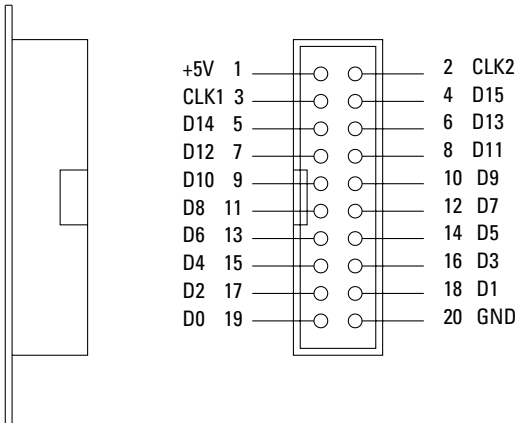 +5V 1 2 CLK2
CLK1 3 4 D15
D14 5 6 D13
D12 7 8 D11
D10 9 10 D9
D8 11 12 D7
D6 13 14 D5
D4 15 16 D3
D2 17 18 D1
D0 19 20 GND